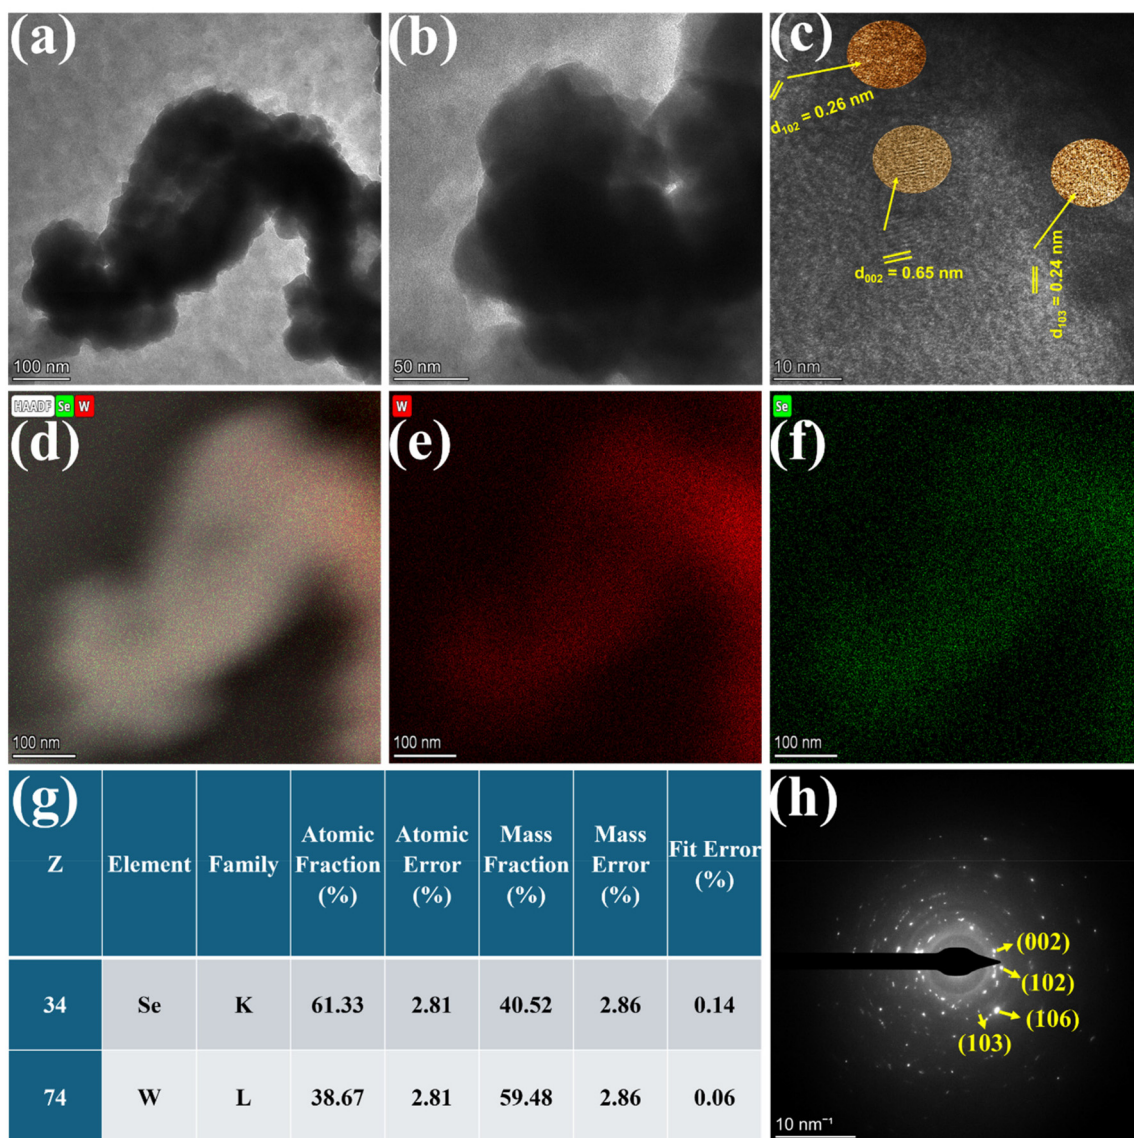 (a)
100 nm
(b)
50 nm
(c)
d₁₀₂ = 0.26 nm
d₀₀₂ = 0.65 nm
d₁₀₃ = 0.24 nm
10 nm
HAADF Se W
(d)
100 nm
W
(e)
100 nm
Se
(f)
100 nm
(g)
Z Element Family Atomic Fraction (%) Atomic Error (%) Mass Fraction (%) Mass Error (%) Fit Error (%)
34 Se K 61.33 2.81 40.52 2.86 0.14
74 W L 38.67 2.81 59.48 2.86 0.06
(h)
(002)
(102)
(106)
(103)
10 nm⁻¹